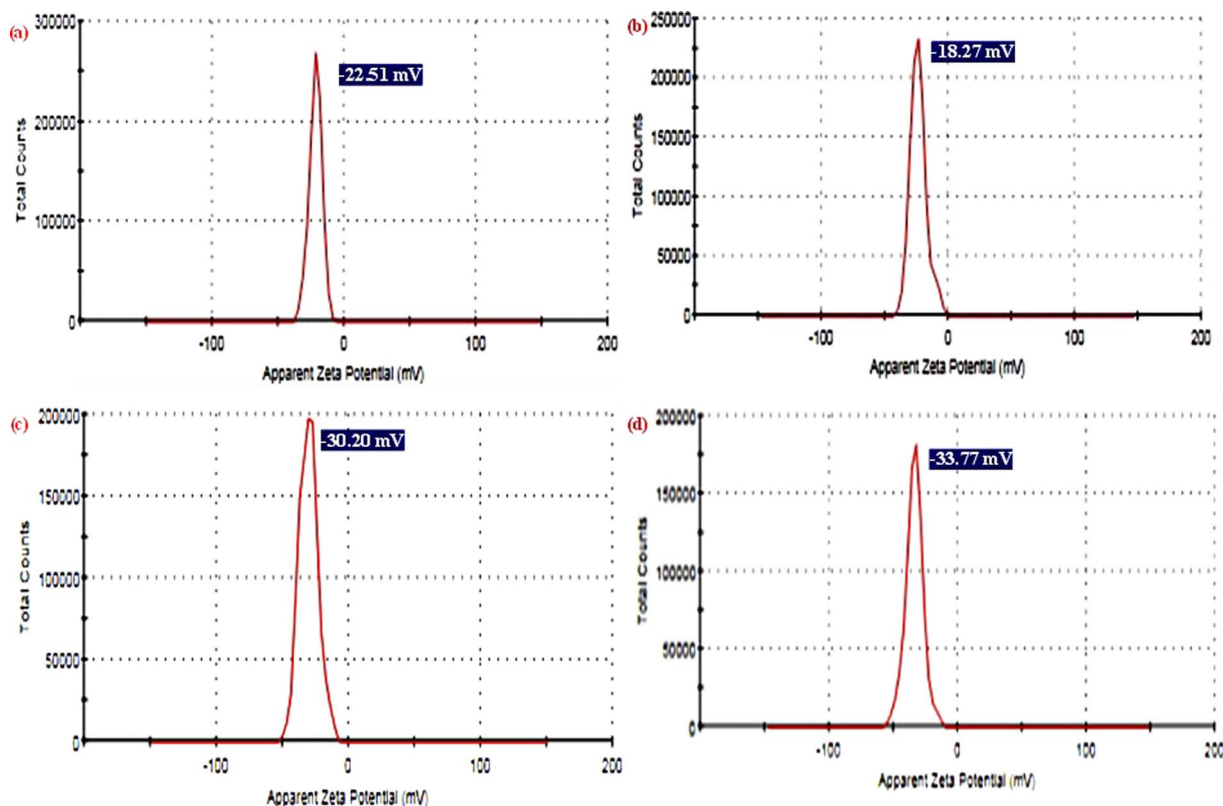 (a)
300000
200000
100000
0
Total Counts
-22.51 mV
-100
0
100
200
Apparent Zeta Potential (mV)
(b)
250000
200000
150000
100000
50000
0
Total Counts
-18.27 mV
-100
0
100
200
Apparent Zeta Potential (mV)
(c)
200000
150000
100000
50000
0
Total Counts
-30.20 mV
-100
0
100
200
Apparent Zeta Potential (mV)
(d)
200000
150000
100000
50000
0
Total Counts
-33.77 mV
-100
0
100
200
Apparent Zeta Potential (mV)